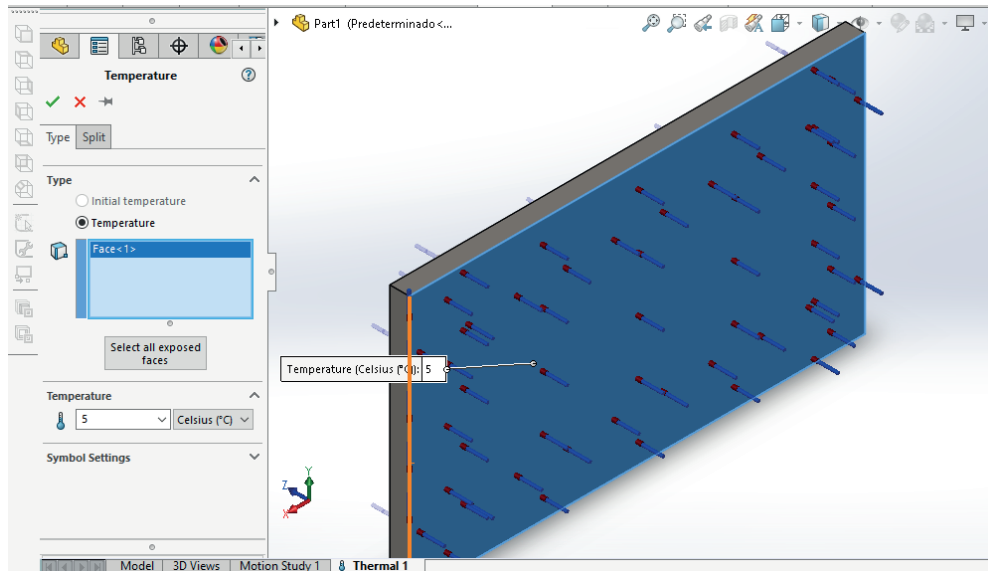 Part1 (Predeterminado<...
Temperature
Type Split
Type
Initial temperature
Temperature
Face<1>
Select all exposed
faces
Temperature (Celsius (°C): 5
Temperature
5 Celsius (°C)
Symbol Settings
Y
Z
X
Model 3D Views Motion Study 1 Thermal 1